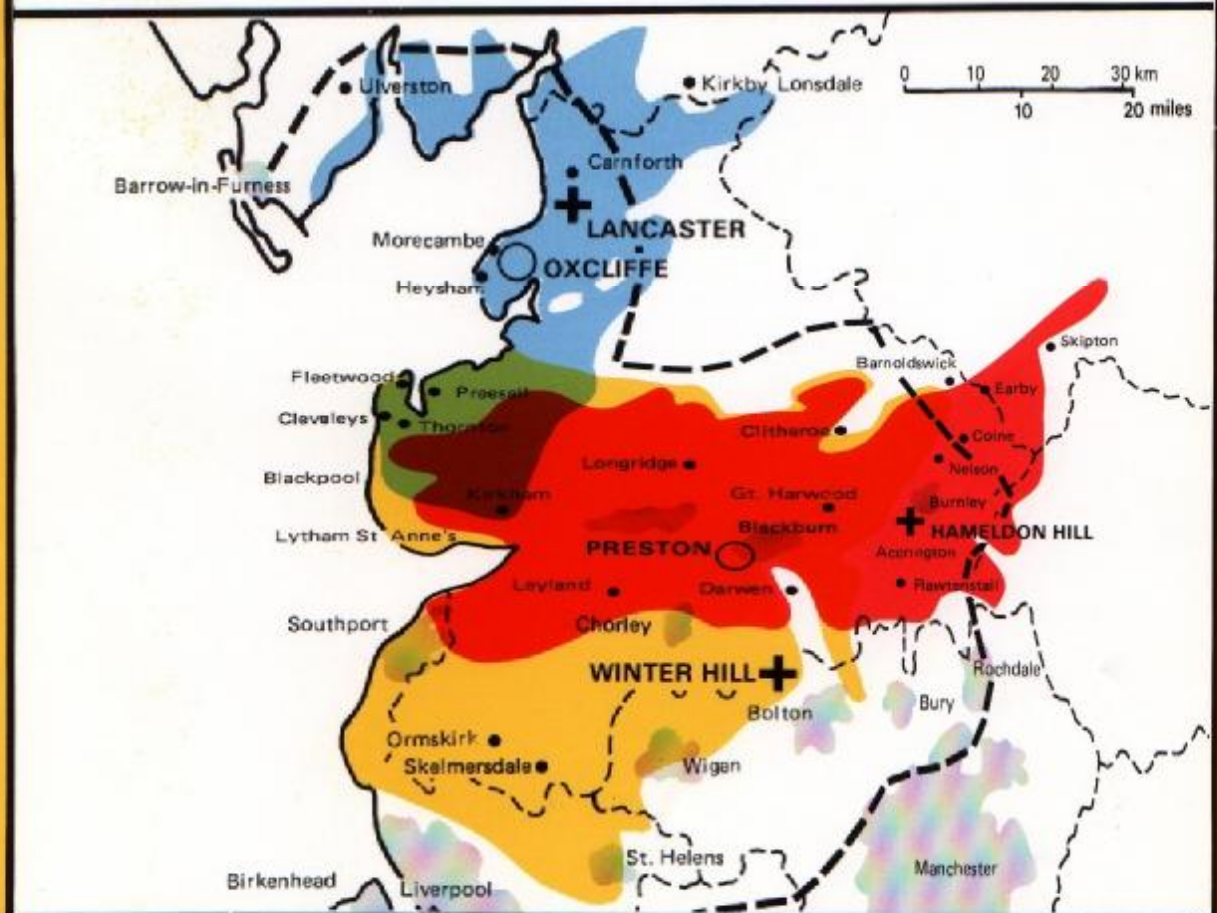 0 10 20 30 km
10 20 miles
Ulverston
Kirkby Lonsdale
Carnforth
Barrow-in-Furness
LANCASTER
Morecambe
OXCLIFFE
Heysham
Skipton
Barnoldswick
Fleetwood
Preesall
Earby
Cleveleys
Thornton
Clitheroe
Colne
Longridge
Nelson
Blackpool
Kirkham
Gt. Harwood
Burnley
Blackburn
HAMELDON HILL
Lytham St Anne's
PRESTON
Accrington
Leyland
Darwen
Rawtenstall
Southport
Chorley
WINTER HILL
Rochdale
Bury
Bolton
Ormskirk
Skelmersdale
Wigan
St. Helens
Manchester
Birkenhead
Liverpool